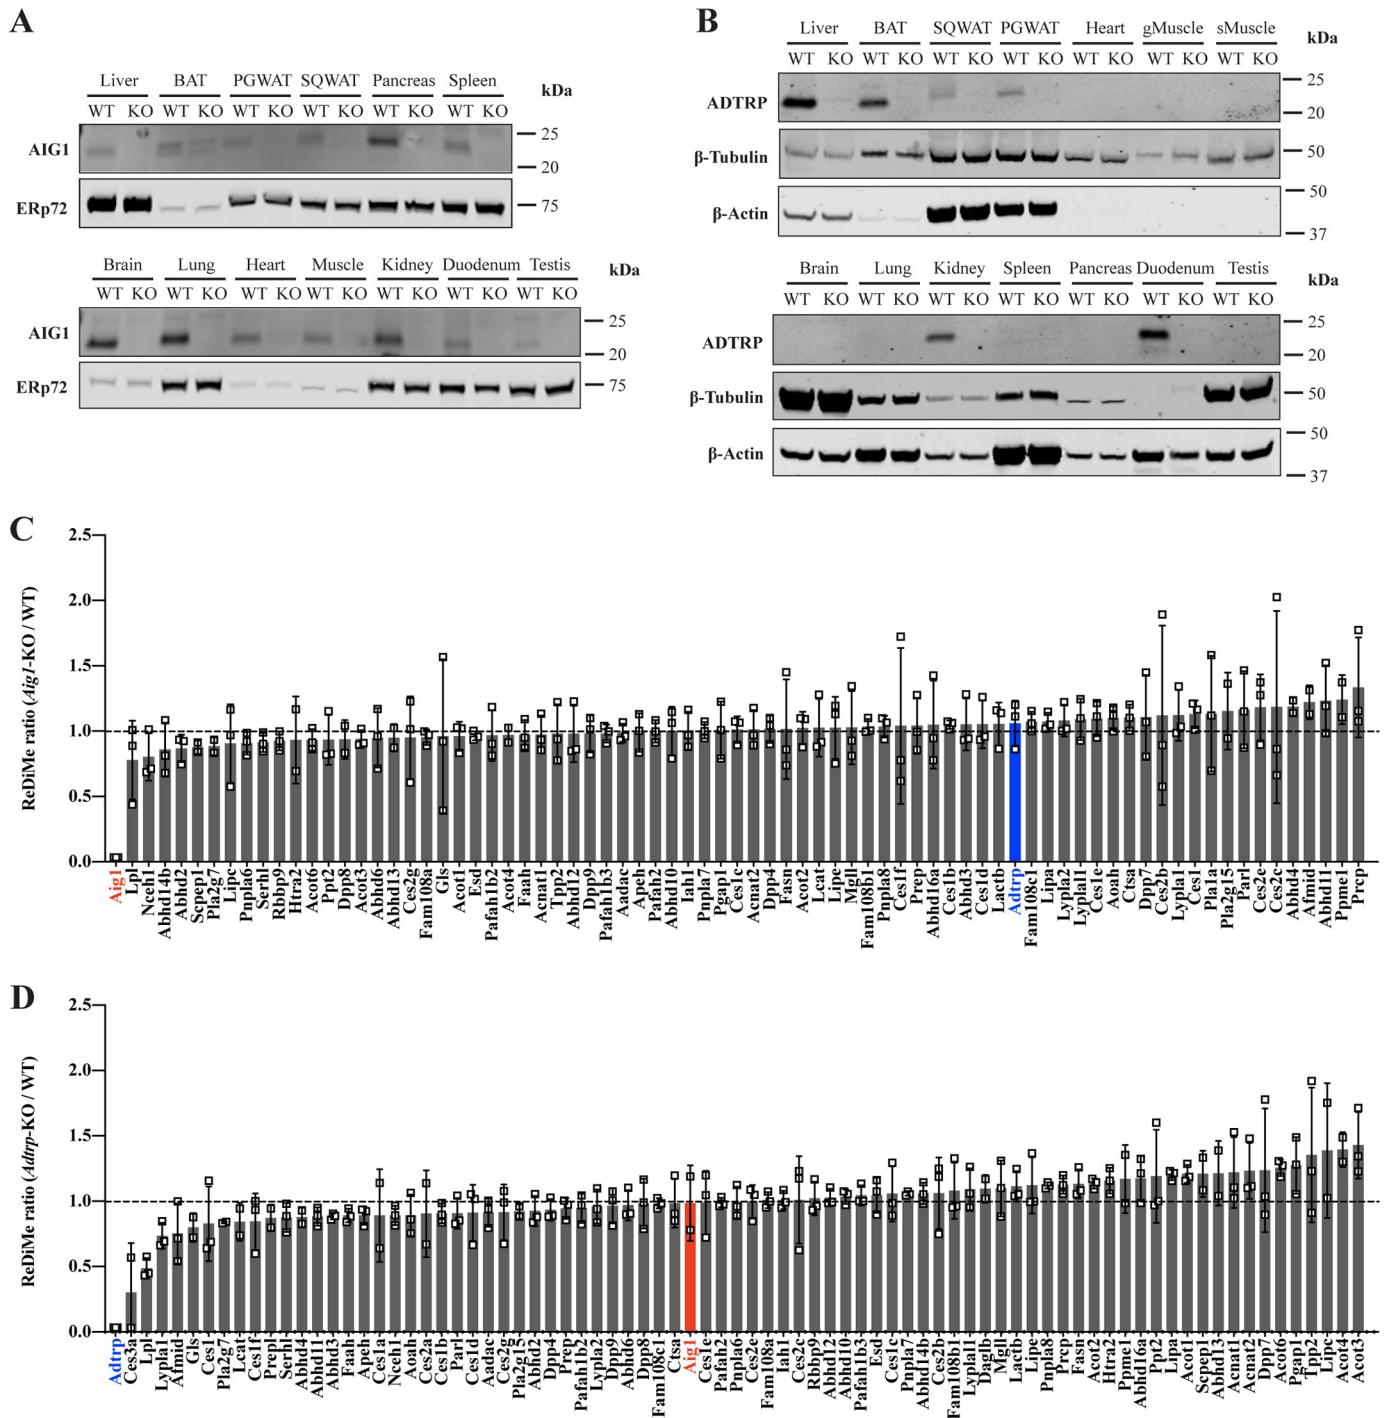 A
Liver BAT PGWAT SQWAT Pancreas Spleen
kDa
WT KO WT KO WT KO WT KO WT KO WT KO
AIG1
25
20
ERp72
75
Brain Lung Heart Muscle Kidney Duodenum Testis
kDa
WT KO WT KO WT KO WT KO WT KO WT KO WT KO
AIG1
25
20
ERp72
75
B
Liver BAT SQWAT PGWAT Heart gMuscle sMuscle
kDa
WT KO WT KO WT KO WT KO WT KO WT KO WT KO
ADTRP
25
20
β-Tubulin
50
β-Actin
50
37
Brain Lung Kidney Spleen Pancreas Duodenum Testis
kDa
WT KO WT KO WT KO WT KO WT KO WT KO WT KO
ADTRP
25
20
β-Tubulin
50
β-Actin
50
37
C
ReDiMe ratio (Aig1-KO / WT)
2.5
2.0
1.5
1.0
0.5
0.0
Aig1 Lpl Nceh1 Abhd14b Abhd2 Scpep1 Pla2g7 Lipc Pnpla6 Serhl Rbbp9 Htra2 Acot6 Ppt2 Dpp8 Acot3 Abhd6 Abhd13 Ces2g Fam108a Gls Acot1 Esd Pafah1b2 Acot4 Faah Acnat1 Tpp2 Abhd12 Dpp9 Pafah1b3 Aadac Apeh Pafah2 Abhd10 Iah1 Pnpla7 Pgap1 Ces1c Acnat2 Dpp4 Fasn Acot2 Lcat Lipe Mgll Fam108b1 Pnpla8 Ces1f Prep Abhd16a Ces1b Abhd3 Ces1d Lactb Adtrp Fam108c1 Lipa Lypla2 Lyplal1 Ces1e Aoah Ctsa Dpp7 Ces2b Lypla1 Ces1 Pla1a Pla2g15 Parl Ces2e Ces2c Abhd4 Afmid Abhd11 Ppme1 Prcp
D
ReDiMe ratio (Adtrp-KO / WT)
2.5
2.0
1.5
1.0
0.5
0.0
Adtrp Ces3a Lpl Lypla1 Afmid Gls Ces1 Pla2g7 Lcat Ces1f Prepl Serhl Abhd4 Abhd11 Abhd3 Faah Apeh Ces1a Nceh1 Aoah Ces2a Ces1b Parl Ces1d Aadac Ces2g Pla2g15 Abhd2 Dpp4 Prep Pafah1b2 Lypla2 Dpp9 Abhd6 Dpp8 Fam108c1 Ctsa Aig1 Ces1e Pafah2 Pnpla6 Ces2e Fam108a Iah1 Ces2c Rbbp9 Abhd12 Abhd10 Pafah1b3 Esd Ces1c Pnpla7 Abhd14b Ces2b Fam108b1 Lyplal1 Daglb Mgll Lactb Lipe Pnpla8 Prcp Fasn Acot2 Htra2 Ppme1 Abhd16a Ppt2 Lipa Acot1 Scpep1 Abhd13 Acnat1 Acnat2 Dpp7 Acot6 Pgap1 Tpp2 Lipc Acot4 Acot3